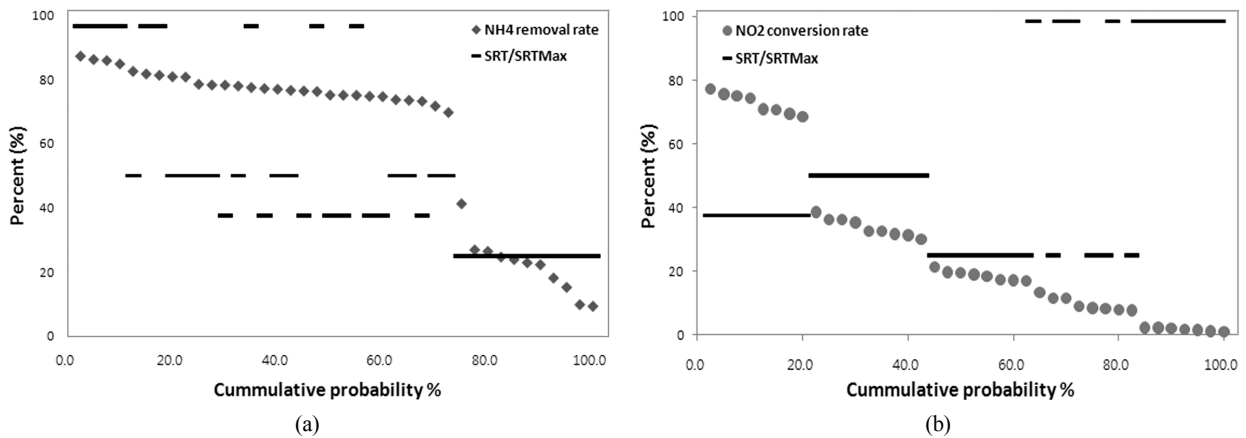 100
80
60
40
20
0
Percent (%)
NH4 removal rate
SRT/SRTMax
0.0 20.0 40.0 60.0 80.0 100.0
Cummulative probability %
(a)
100
80
60
40
20
0
Percent (%)
NO2 conversion rate
SRT/SRTMax
0.0 20.0 40.0 60.0 80.0 100.0
Cummulative probability %
(b)